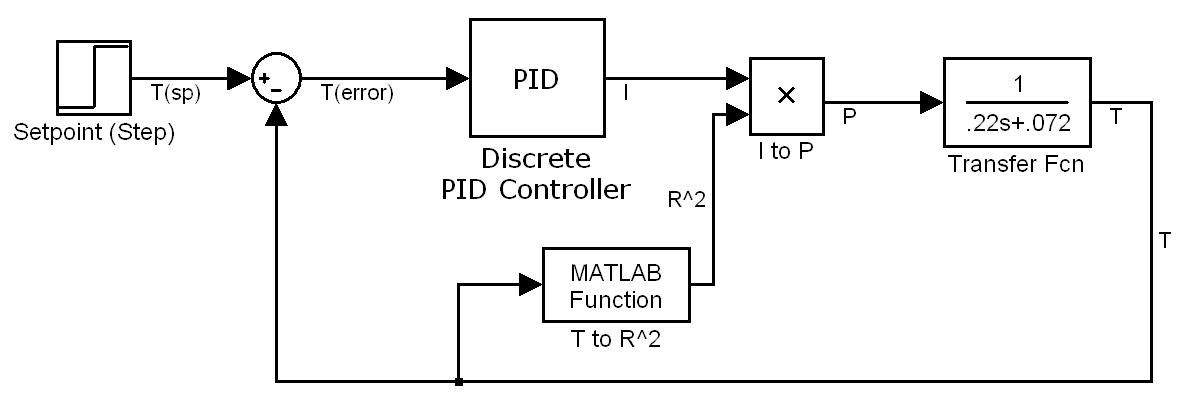 T(sp)
Setpoint (Step)
+
−
T(error)
PID
Discrete
PID Controller
I
×
I to P
R^2
P
1
.22s+.072
Transfer Fcn
T
T
MATLAB
Function
T to R^2